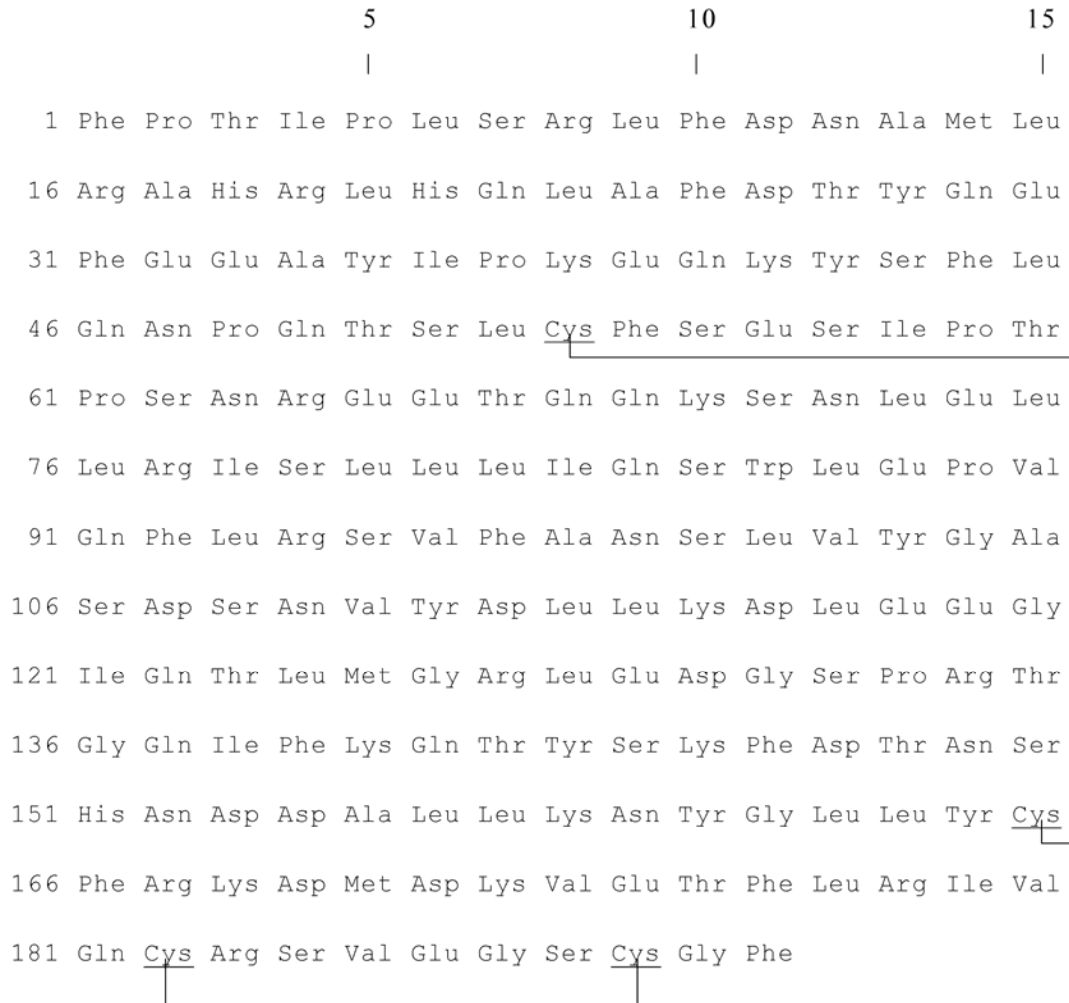 5 10 15
1 Phe Pro Thr Ile Pro Leu Ser Arg Leu Phe Asp Asn Ala Met Leu
16 Arg Ala His Arg Leu His Gln Leu Ala Phe Asp Thr Tyr Gln Glu
31 Phe Glu Glu Ala Tyr Ile Pro Lys Glu Gln Lys Tyr Ser Phe Leu
46 Gln Asn Pro Gln Thr Ser Leu Cys Phe Ser Glu Ser Ile Pro Thr
61 Pro Ser Asn Arg Glu Glu Thr Gln Gln Lys Ser Asn Leu Glu Leu
76 Leu Arg Ile Ser Leu Leu Leu Ile Gln Ser Trp Leu Glu Pro Val
91 Gln Phe Leu Arg Ser Val Phe Ala Asn Ser Leu Val Tyr Gly Ala
106 Ser Asp Ser Asn Val Tyr Asp Leu Leu Lys Asp Leu Glu Glu Gly
121 Ile Gln Thr Leu Met Gly Arg Leu Glu Asp Gly Ser Pro Arg Thr
136 Gly Gln Ile Phe Lys Gln Thr Tyr Ser Lys Phe Asp Thr Asn Ser
151 His Asn Asp Asp Ala Leu Leu Lys Asn Tyr Gly Leu Leu Tyr Cys
166 Phe Arg Lys Asp Met Asp Lys Val Glu Thr Phe Leu Arg Ile Val
181 Gln Cys Arg Ser Val Glu Gly Ser Cys Gly Phe